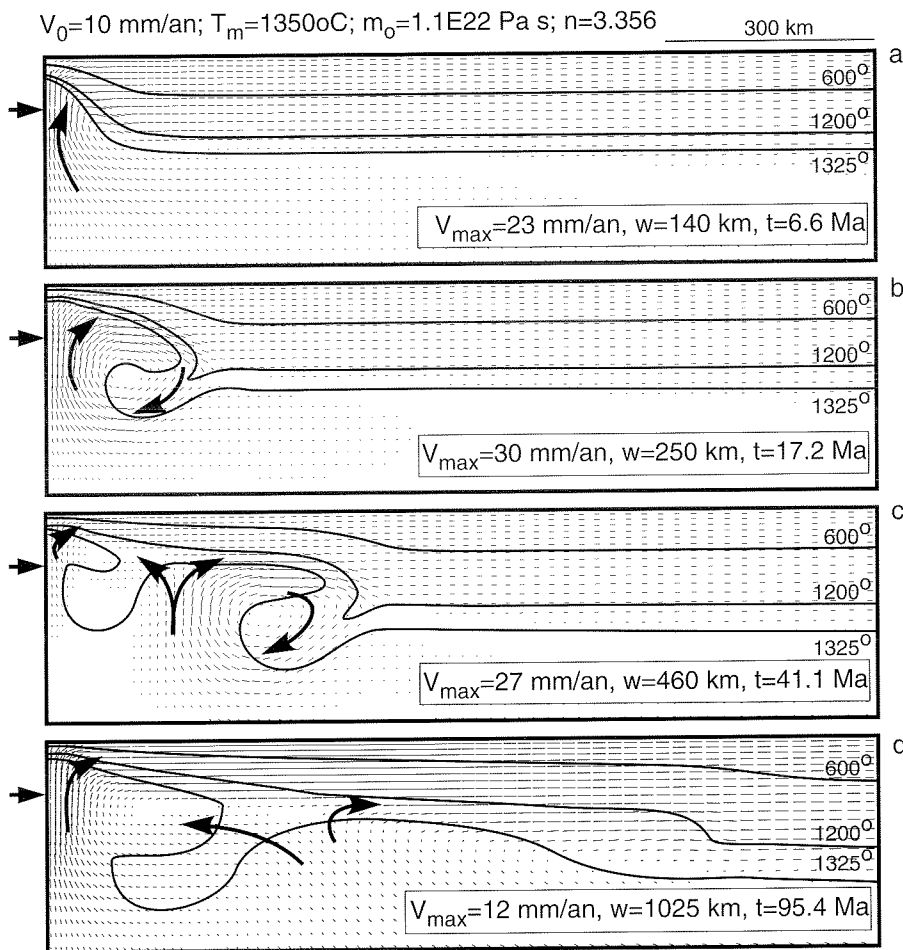 V0=10 mm/an; Tm=1350oC; mo=1.1E22 Pa s; n=3.356
300 km
a
600o
1200o
1325o
Vmax=23 mm/an, w=140 km, t=6.6 Ma
b
600o
1200o
1325o
Vmax=30 mm/an, w=250 km, t=17.2 Ma
c
600o
1200o
1325o
Vmax=27 mm/an, w=460 km, t=41.1 Ma
d
600o
1200o
1325o
Vmax=12 mm/an, w=1025 km, t=95.4 Ma